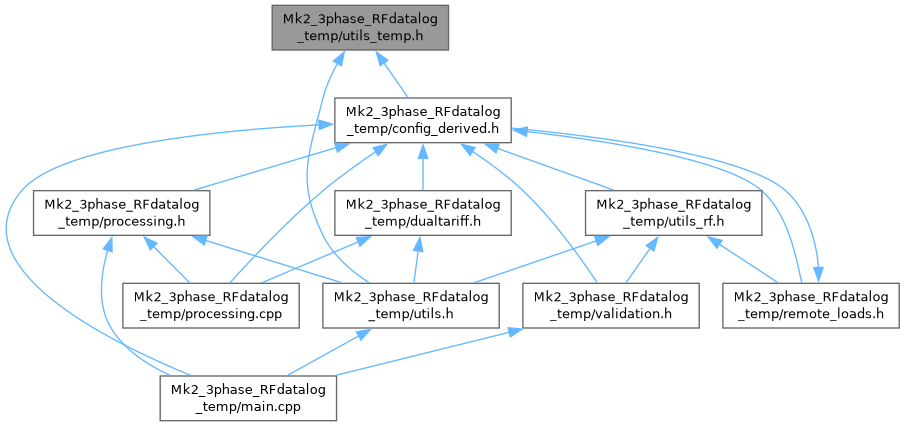 Mk2_3phase_RFdatalog
_temp/utils_temp.h
Mk2_3phase_RFdatalog
_temp/config_derived.h
Mk2_3phase_RFdatalog
_temp/processing.h
Mk2_3phase_RFdatalog
_temp/dualtariff.h
Mk2_3phase_RFdatalog
_temp/utils_rf.h
Mk2_3phase_RFdatalog
_temp/processing.cpp
Mk2_3phase_RFdatalog
_temp/utils.h
Mk2_3phase_RFdatalog
_temp/validation.h
Mk2_3phase_RFdatalog
_temp/remote_loads.h
Mk2_3phase_RFdatalog
_temp/main.cpp